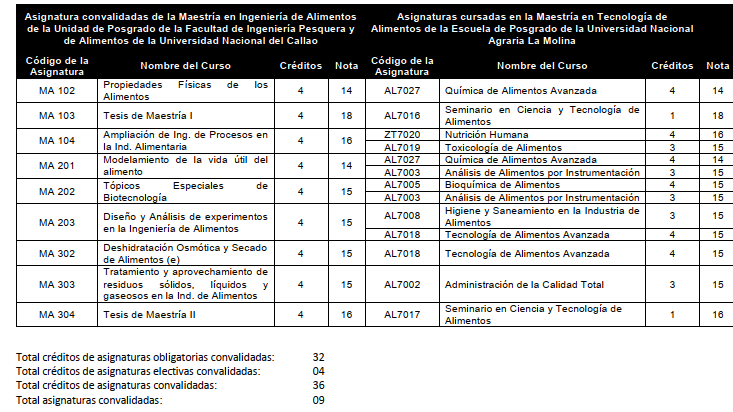 Asignatura convalidadas de la Maestría en Ingeniería de Alimentos
de la Unidad de Posgrado de la Facultad de Ingeniería Pesquera y
de Alimentos de la Universidad Nacional del Callao
Asignaturas cursadas en la Maestría en Tecnología de
Alimentos de la Escuela de Posgrado de la Universidad Nacional
Agraria La Molina
Código de la
Asignatura
Nombre del Curso
Créditos
Nota
Código de la
Asignatura
Nombre del Curso
Créditos
Nota
MA 102
Propiedades Físicas de los
Alimentos
4
14
AL7027
Química de Alimentos Avanzada
4
14
MA 103
Tesis de Maestría I
4
18
AL7016
Seminario en Ciencia y Tecnología de
Alimentos
1
18
MA 104
Ampliación de Ing. de Procesos en
la Ind. Alimentaria
4
16
ZT7020
Nutrición Humana
4
16
AL7019
Toxicología de Alimentos
3
15
MA 201
Modelamiento de la vida útil del
alimento
4
14
AL7027
Química de Alimentos Avanzada
4
14
AL7003
Análisis de Alimentos por Instrumentación
3
15
MA 202
Tópicos Especiales de
Biotecnología
4
15
AL7005
Bioquímica de Alimentos
4
15
AL7003
Análisis de Alimentos por Instrumentación
3
15
MA 203
Diseño y Análisis de experimentos
en la Ingeniería de Alimentos
4
15
AL7008
Higiene y Saneamiento en la Industria de
Alimentos
3
15
AL7018
Tecnología de Alimentos Avanzada
4
15
MA 302
Deshidratación Osmótica y Secado
de Alimentos (e)
4
15
AL7018
Tecnología de Alimentos Avanzada
4
15
MA 303
Tratamiento y aprovechamiento de
residuos sólidos, líquidos y
gaseosos en la Ind. de Alimentos
4
15
AL7002
Administración de la Calidad Total
3
15
MA 304
Tesis de Maestría II
4
16
AL7017
Seminario en Ciencia y Tecnología de
Alimentos
1
16
Total créditos de asignaturas obligatorias convalidadas: 32
Total créditos de asignaturas electivas convalidadas: 04
Total créditos de asignaturas convalidadas: 36
Total asignaturas convalidadas: 09